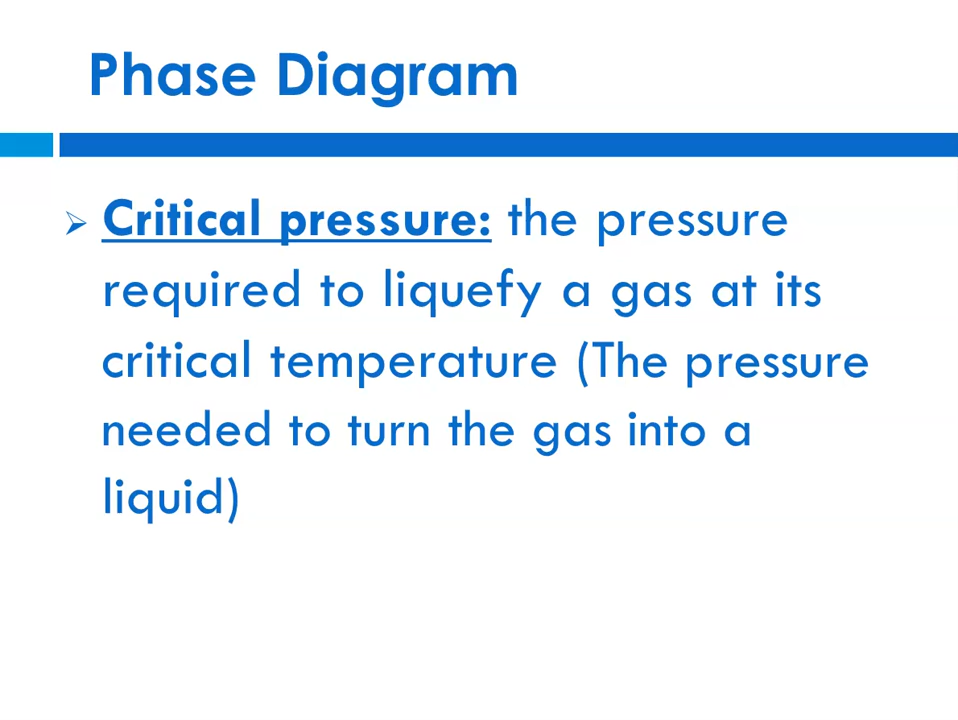 Phase Diagram
Critical pressure: the pressure
required to liquefy a gas at its
critical temperature (The pressure
needed to turn the gas into a
liquid)